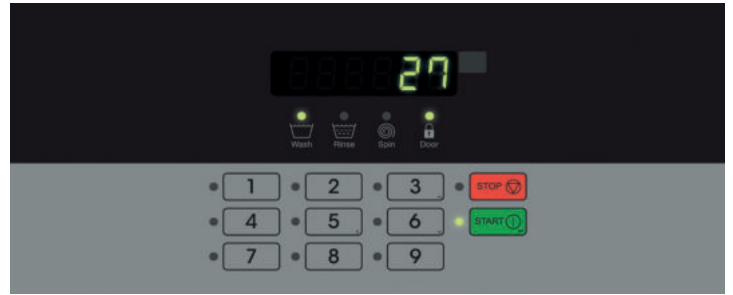 27
Wash Rinse Spin Door
1 2 3 STOP
4 5 6 START
7 8 9